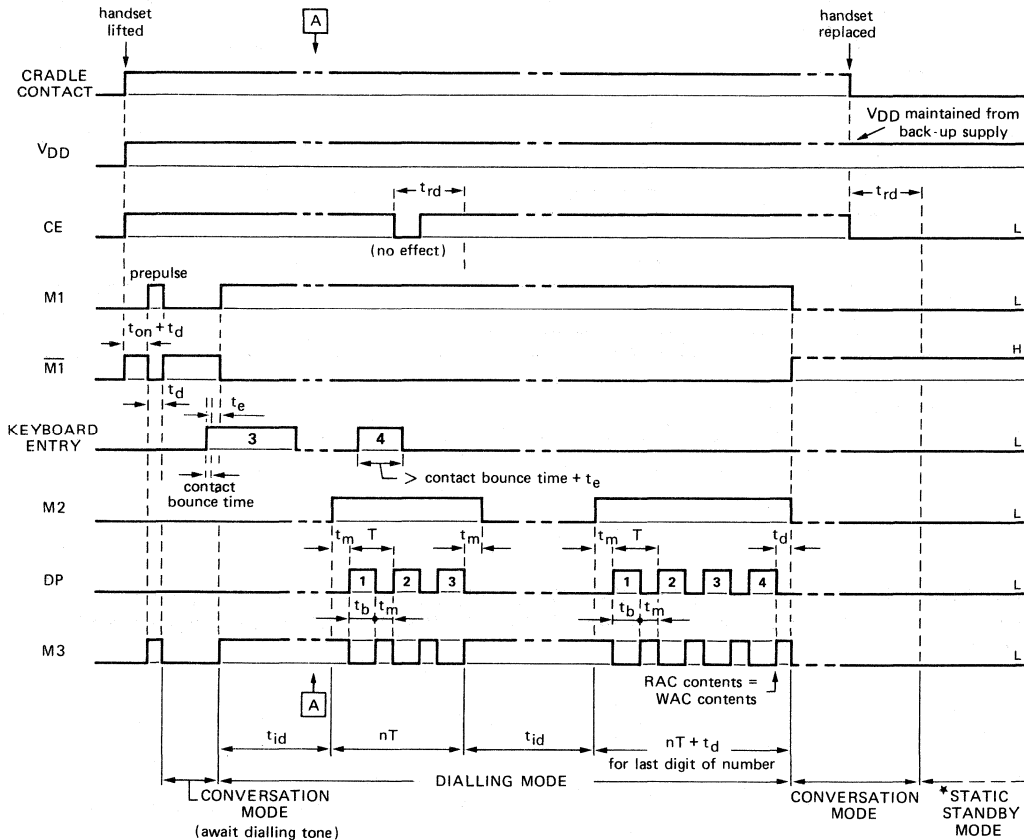 handset
lifted
A
handset
replaced
CRADLE
CONTACT
VDD maintained from
back-up supply
VDD
trd
trd
CE
L
(no effect)
prepulse
M1
L
ton + td
H
M1
td
te
KEYBOARD
ENTRY
3
4
L
> contact bounce time + te
contact
bounce time
M2
L
tm
T
tm
tm
T
td
DP
1
2
3
1
2
3
4
L
tb
tm
tb
tm
M3
L
RAC contents =
WAC contents
A
tid
nT
tid
nT + td
for last digit of number
DIALLING MODE
CONVERSATION
MODE
(await dialling tone)
CONVERSATION
MODE
*STATIC
STANDBY
MODE